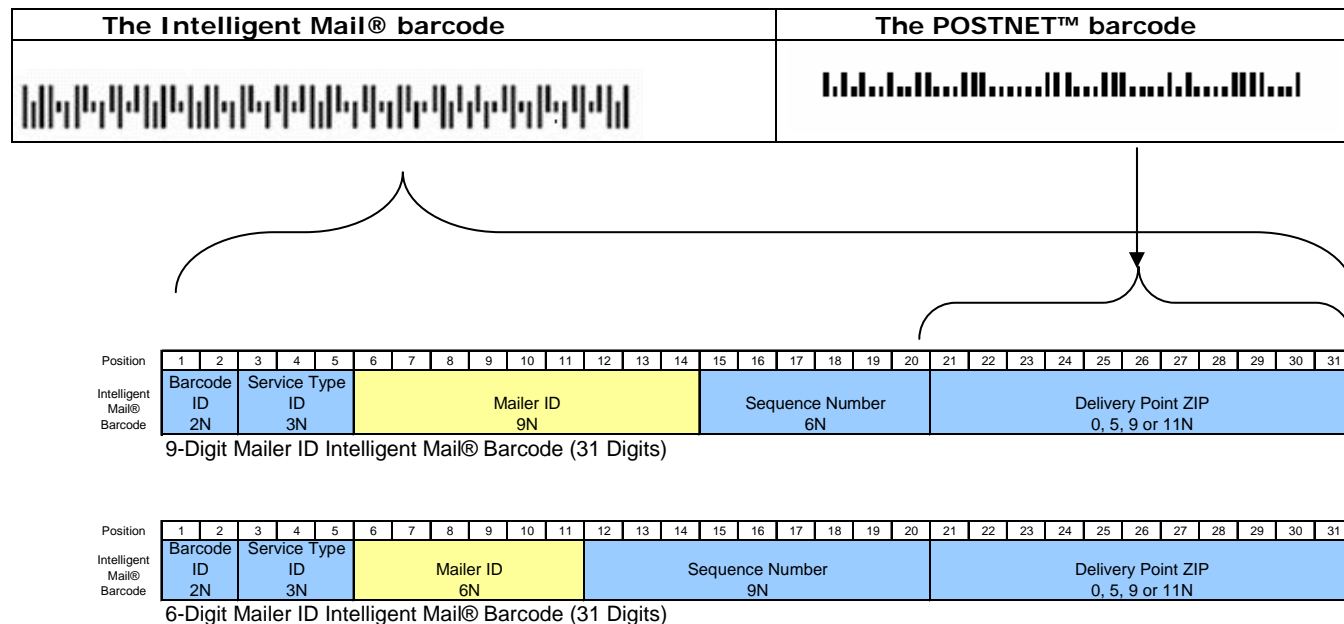 The Intelligent Mail® barcode The POSTNET™ barcode
Position 1 2 3 4 5 6 7 8 9 10 11 12 13 14 15 16 17 18 19 20 21 22 23 24 25 26 27 28 29 30 31
Intelligent Mail® Barcode
Barcode ID 2N
Service Type ID 3N
Mailer ID 9N
Sequence Number 6N
Delivery Point ZIP 0, 5, 9 or 11N
9-Digit Mailer ID Intelligent Mail® Barcode (31 Digits)
Position 1 2 3 4 5 6 7 8 9 10 11 12 13 14 15 16 17 18 19 20 21 22 23 24 25 26 27 28 29 30 31
Intelligent Mail® Barcode
Barcode ID 2N
Service Type ID 3N
Mailer ID 6N
Sequence Number 9N
Delivery Point ZIP 0, 5, 9 or 11N
6-Digit Mailer ID Intelligent Mail® Barcode (31 Digits)